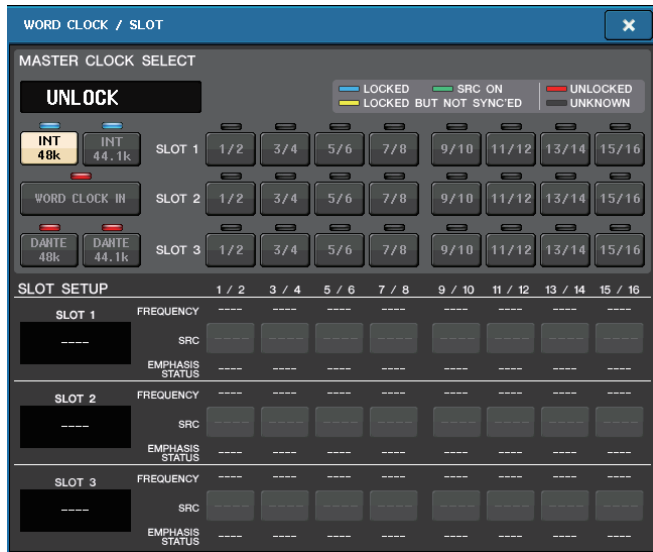 WORD CLOCK / SLOT
×
MASTER CLOCK SELECT
UNLOCK
LOCKED SRC ON UNLOCKED
LOCKED BUT NOT SYNC'ED UNKNOWN
INT 48k INT 44.1k SLOT 1 1/2 3/4 5/6 7/8 9/10 11/12 13/14 15/16
WORD CLOCK IN SLOT 2 1/2 3/4 5/6 7/8 9/10 11/12 13/14 15/16
DANTE 48k DANTE 44.1k SLOT 3 1/2 3/4 5/6 7/8 9/10 11/12 13/14 15/16
SLOT SETUP 1 / 2 3 / 4 5 / 6 7 / 8 9 / 10 11 / 12 13 / 14 15 / 16
SLOT 1 FREQUENCY ---- ---- ---- ---- ---- ---- ---- ----
---- SRC ---- ---- ---- ---- ---- ---- ---- ----
EMPHASIS STATUS ---- ---- ---- ---- ---- ---- ---- ----
SLOT 2 FREQUENCY ---- ---- ---- ---- ---- ---- ---- ----
---- SRC ---- ---- ---- ---- ---- ---- ---- ----
EMPHASIS STATUS ---- ---- ---- ---- ---- ---- ---- ----
SLOT 3 FREQUENCY ---- ---- ---- ---- ---- ---- ---- ----
---- SRC ---- ---- ---- ---- ---- ---- ---- ----
EMPHASIS STATUS ---- ---- ---- ---- ---- ---- ---- ----